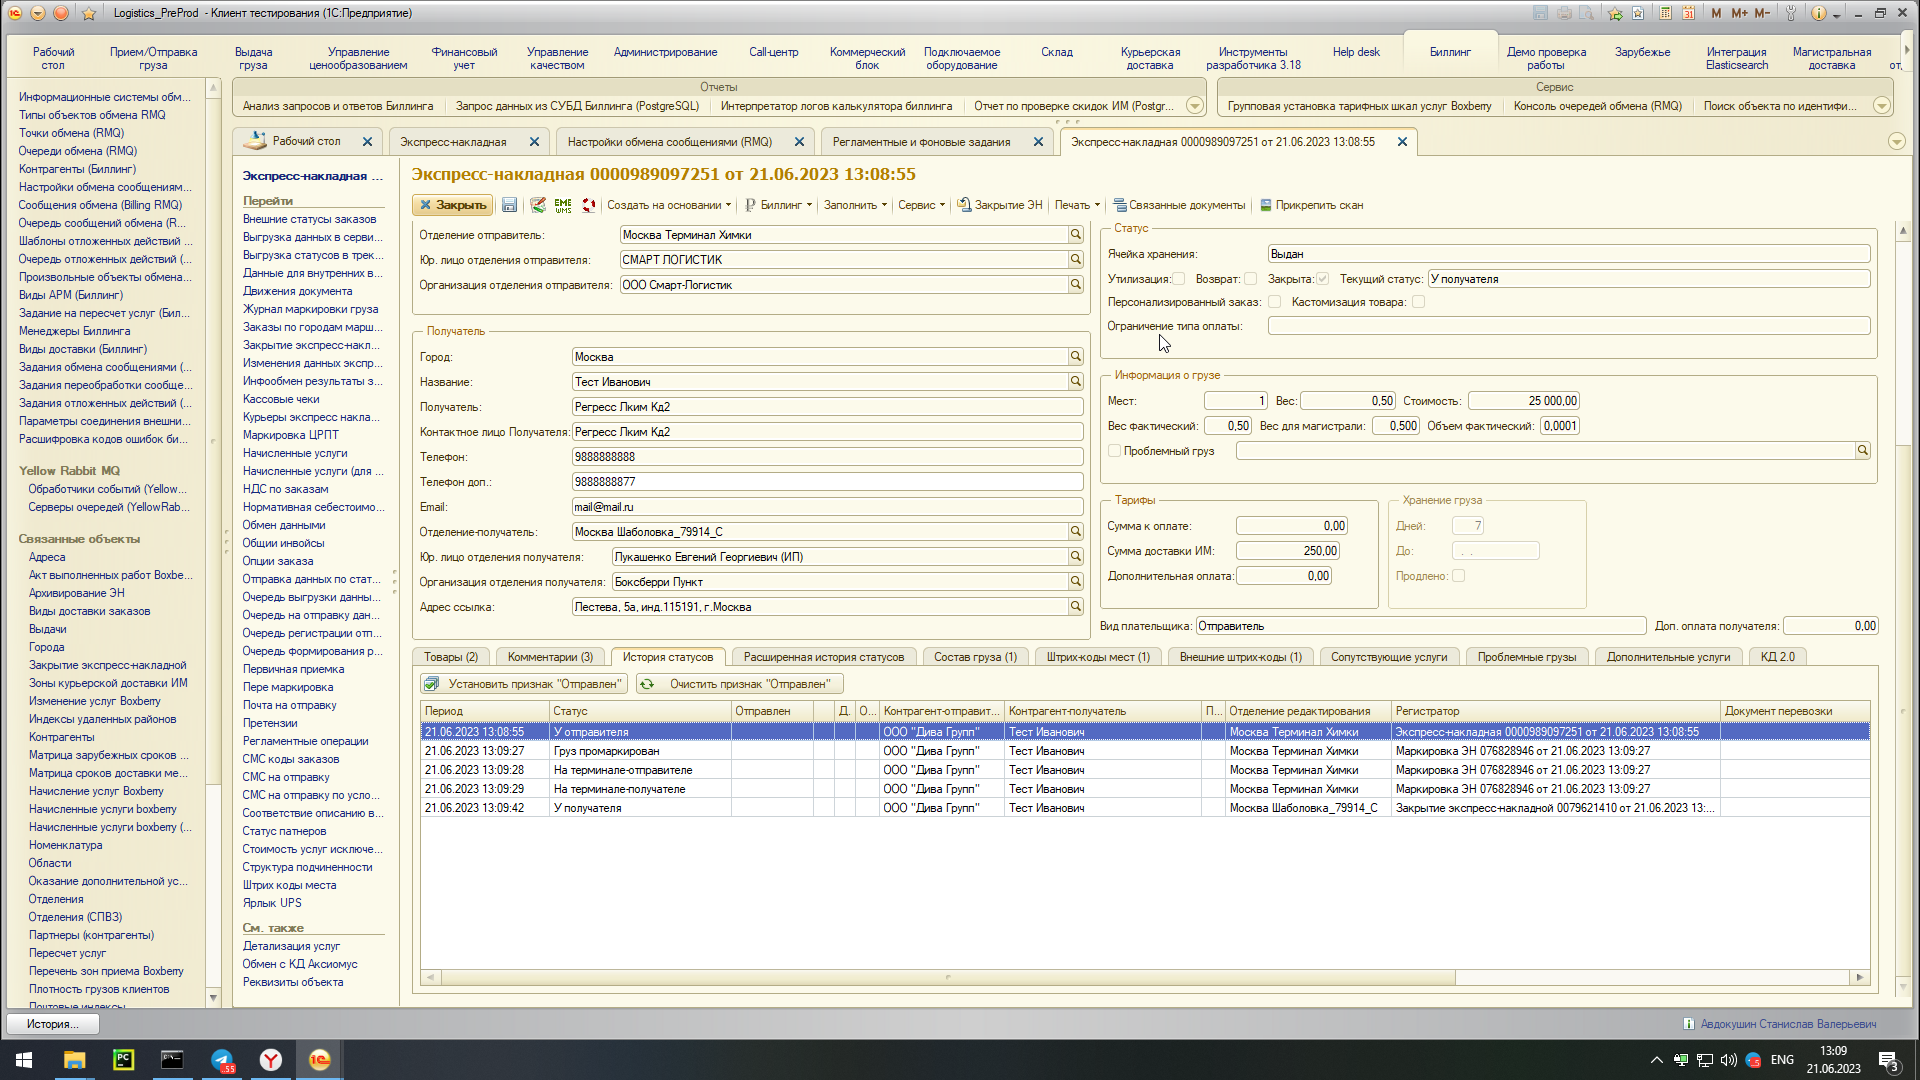 Logistics_PreProd - Клиент тестирования (1С:Предприятие)
M M+ M-
Рабочий стол
Прием/Отправка груза
Выдача груза
Управление ценообразованием
Финансовый учет
Управление качеством
Администрирование
Call-центр
Коммерческий блок
Подключаемое оборудование
Склад
Курьерская доставка
Инструменты разработчика 3.18
Help desk
Биллинг
Демо проверка работы
Зарубежье
Интеграция Elasticsearch
Магистральная доставка
от
Отчеты
Анализ запросов и ответов Биллинга
Запрос данных из СУБД Биллинга (PostgreSQL)
Интерпретатор логов калькулятора биллинга
Отчет по проверке скидок ИМ (Postgr...
Сервис
Групповая установка тарифных шкал услуг Boxberry
Консоль очередей обмена (RMQ)
Поиск объекта по идентифи...
Информационные системы обм...
Типы объектов обмена RMQ
Точки обмена (RMQ)
Очереди обмена (RMQ)
Контрагенты (Биллинг)
Настройки обмена сообщениям...
Сообщения обмена (Billing RMQ)
Очередь сообщений обмена (R...
Шаблоны отложенных действий ...
Очередь отложенных действий (...
Произвольные объекты обмена...
Виды АРМ (Биллинг)
Задание на пересчет услуг (Бил...
Менеджеры Биллинга
Виды доставки (Биллинг)
Задания обмена сообщениями (...
Задания переобработки сообще...
Задания отложенных действий (...
Параметры соединения внешни...
Расшифровка кодов ошибок би...
Yellow Rabbit MQ
Обработчики событий (Yellow...
Серверы очередей (YellowRab...
Связанные объекты
Адреса
Акт выполненных работ Boxbe...
Архивирование ЭН
Виды доставки заказов
Выдачи
Города
Закрытие экспресс-накладной
Зоны курьерской доставки ИМ
Изменение услуг Boxberry
Индексы удаленных районов
Контрагенты
Матрица зарубежных сроков ...
Матрица сроков доставки ме...
Начисление услуг Boxberry
Начисленные услуги boxberry
Начисленные услуги boxberry (...
Номенклатура
Области
Оказание дополнительной ус...
Отделения
Отделения (СПВЗ)
Партнеры (контрагенты)
Пересчет услуг
Перечень зон приема Boxberry
Плотность грузов клиентов
Почтовые индексы
Рабочий стол
Экспресс-накладная
Настройки обмена сообщениями (RMQ)
Регламентные и фоновые задания
Экспресс-накладная 0000989097251 от 21.06.2023 13:08:55
Экспресс-накладная ...
Перейти
Внешние статусы заказов
Выгрузка данных в серви...
Выгрузка статусов в трек...
Данные для внутренних в...
Движения документа
Журнал маркировки груза
Заказы по городам марш...
Закрытие экспресс-накл...
Изменения данных экспр...
Инфообмен результаты з...
Кассовые чеки
Курьеры экспресс накла...
Маркировка ЦРПТ
Начисленные услуги
Начисленные услуги (для ...
НДС по заказам
Нормативная себестоимо...
Обмен данными
Общии инвойсы
Опции заказа
Отправка данных по стат...
Очередь выгрузки данны...
Очередь на отправку дан...
Очередь регистрации отп...
Очередь формирования р...
Первичная приемка
Пере маркировка
Почта на отправку
Претензии
Регламентные операции
СМС коды заказов
СМС на отправку
СМС на отправку по усло...
Соответствие описанию в...
Статус патнеров
Стоимость услуг исключе...
Структура подчиненности
Штрих коды места
Ярлык UPS
См. также
Детализация услуг
Обмен с КД Аксиомус
Реквизиты объекта
Экспресс-накладная 0000989097251 от 21.06.2023 13:08:55
Закрыть
EME WMS
Создать на основании
Биллинг
Заполнить
Сервис
Закрытие ЭН
Печать
Связанные документы
Прикрепить скан
Отделение отправитель: Москва Терминал Химки
Юр. лицо отделения отправителя: СМАРТ ЛОГИСТИК
Организация отделения отправителя: ООО Смарт-Логистик
Получатель
Город: Москва
Название: Тест Иванович
Получатель: Регресс Лким Кд2
Контактное лицо Получателя: Регресс Лким Кд2
Телефон: 9888888888
Телефон доп.: 9888888877
Email: mail@mail.ru
Отделение-получатель: Москва Шаболовка_79914_С
Юр. лицо отделения получателя: Лукашенко Евгений Георгиевич (ИП)
Организация отделения получателя: Боксберри Пункт
Адрес ссылка: Лестева, 5а, инд.115191, г.Москва
Статус
Ячейка хранения: Выдан
Утилизация: Возврат: Закрыта: Текущий статус: У получателя
Персонализированный заказ: Кастомизация товара:
Ограничение типа оплаты:
Информация о грузе
Мест: 1 Вес: 0,50 Стоимость: 25 000,00
Вес фактический: 0,50 Вес для магистрали: 0,500 Объем фактический: 0,0001
Проблемный груз
Тарифы
Сумма к оплате: 0,00
Сумма доставки ИМ: 250,00
Дополнительная оплата: 0,00
Хранение груза
Дней: 7
До: . .
Продлено:
Вид плательщика: Отправитель Доп. оплата получателя: 0,00
Товары (2)
Комментарии (3)
История статусов
Расширенная история статусов
Состав груза (1)
Штрих-коды мест (1)
Внешние штрих-коды (1)
Сопутствующие услуги
Проблемные грузы
Дополнительные услуги
КД 2.0
Установить признак "Отправлен"
Очистить признак "Отправлен"
Период Статус Отправлен Д. О... Контрагент-отправит... Контрагент-получатель П... Отделение редактирования Регистратор Документ перевозки
21.06.2023 13:08:55 У отправителя ООО "Дива Групп" Тест Иванович Москва Терминал Химки Экспресс-накладная 0000989097251 от 21.06.2023 13:08:55
21.06.2023 13:09:27 Груз промаркирован ООО "Дива Групп" Тест Иванович Москва Терминал Химки Маркировка ЭН 076828946 от 21.06.2023 13:09:27
21.06.2023 13:09:28 На терминале-отправителе ООО "Дива Групп" Тест Иванович Москва Терминал Химки Маркировка ЭН 076828946 от 21.06.2023 13:09:27
21.06.2023 13:09:29 На терминале-получателе ООО "Дива Групп" Тест Иванович Москва Терминал Химки Маркировка ЭН 076828946 от 21.06.2023 13:09:27
21.06.2023 13:09:42 У получателя ООО "Дива Групп" Тест Иванович Москва Шаболовка_79914_С Закрытие экспресс-накладной 0079621410 от 21.06.2023 13:...
История...
Авдокушин Станислав Валерьевич
PC
55
ENG
13:09
21.06.2023
3